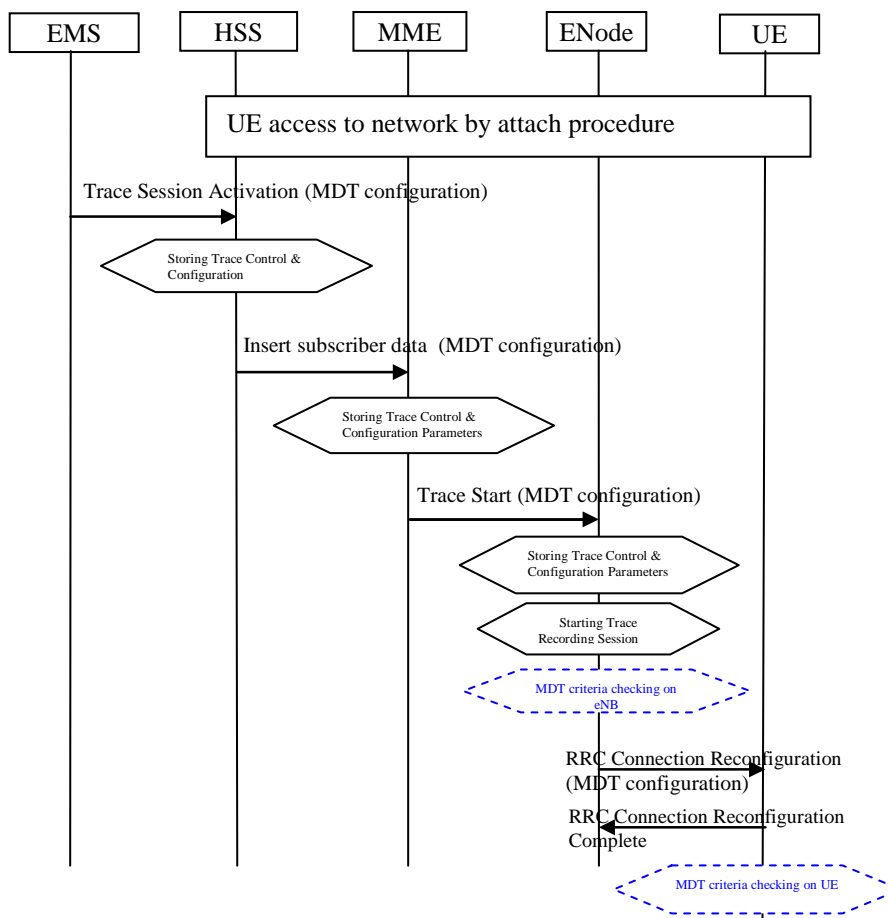 EMS
HSS
MME
ENode
UE
UE access to network by attach procedure
Trace Session Activation (MDT configuration)
Storing Trace Control &
Configuration
Insert subscriber data (MDT configuration)
Storing Trace Control &
Configuration Parameters
Trace Start (MDT configuration)
Storing Trace Control &
Configuration Parameters
Starting Trace
Recording Session
MDT criteria checking on
eNB
RRC Connection Reconfiguration
(MDT configuration)
RRC Connection Reconfiguration
Complete
MDT criteria checking on UE